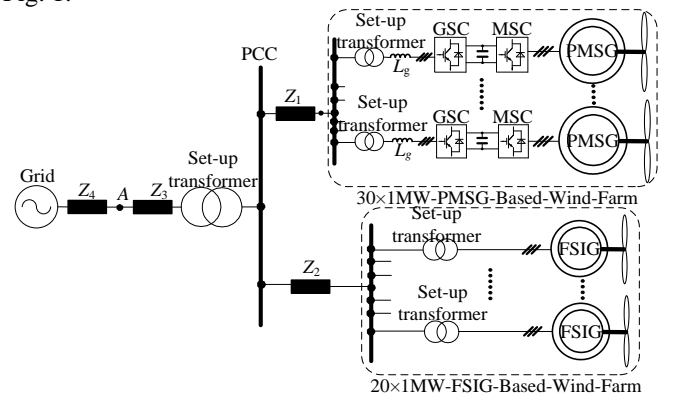 Fig. 1.
Set-up
transformer
GSC
MSC
PMSG
Lg
PCC
Z1
Set-up
transformer
GSC
MSC
PMSG
Lg
Grid
Z4
A
Z3
Set-up
transformer
30×1MW-PMSG-Based-Wind-Farm
Set-up
transformer
FSIG
Z2
Set-up
transformer
FSIG
20×1MW-FSIG-Based-Wind-Farm